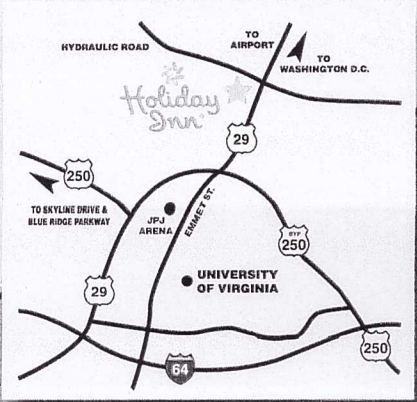 HYDRAULIC ROAD
TO
AIRPORT
TO
WASHINGTON D.C.
Holiday
Inn
29
250
TO SKYLINE DRIVE &
BLUE RIDGE PARKWAY
JPJ
ARENA
EMMET ST.
BYP
250
29
UNIVERSITY
OF VIRGINIA
64
250